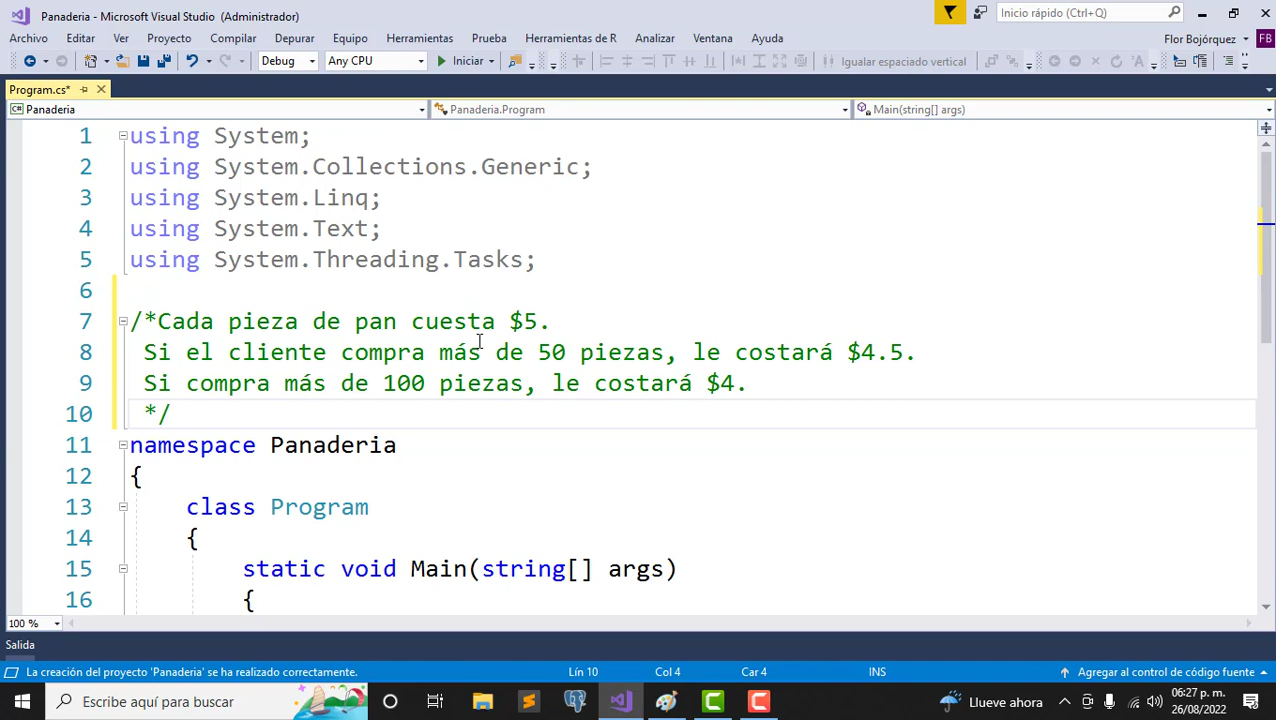 Panaderia - Microsoft Visual Studio (Administrador)
Inicio rápido (Ctrl+Q)
Archivo Editar Ver Proyecto Compilar Depurar Equipo Herramientas Prueba Herramientas de R Analizar Ventana Ayuda
Flor Bojórquez FB
Debug Any CPU Iniciar Igualar espaciado vertical
Program.cs*
C# Panaderia Panaderia.Program Main(string[] args)
1 using System;
2 using System.Collections.Generic;
3 using System.Linq;
4 using System.Text;
5 using System.Threading.Tasks;
6
7 /*Cada pieza de pan cuesta $5.
8 Si el cliente compra más de 50 piezas, le costará $4.5.
9 Si compra más de 100 piezas, le costará $4.
10 */
11 namespace Panaderia
12 {
13 class Program
14 {
15 static void Main(string[] args)
16 {
100 %
Salida
La creación del proyecto 'Panaderia' se ha realizado correctamente. Lín 10 Col 4 Car 4 INS Agregar al control de código fuente
Escribe aquí para buscar
Llueve ahora
06:27 p. m.
26/08/2022